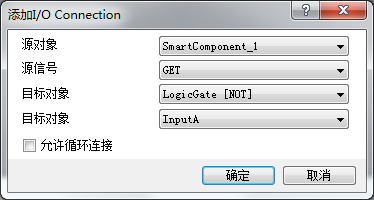 添加I/O Connection
源对象 SmartComponent_1
源信号 GET
目标对象 LogicGate [NOT]
目标对象 InputA
允许循环连接
确定 取消